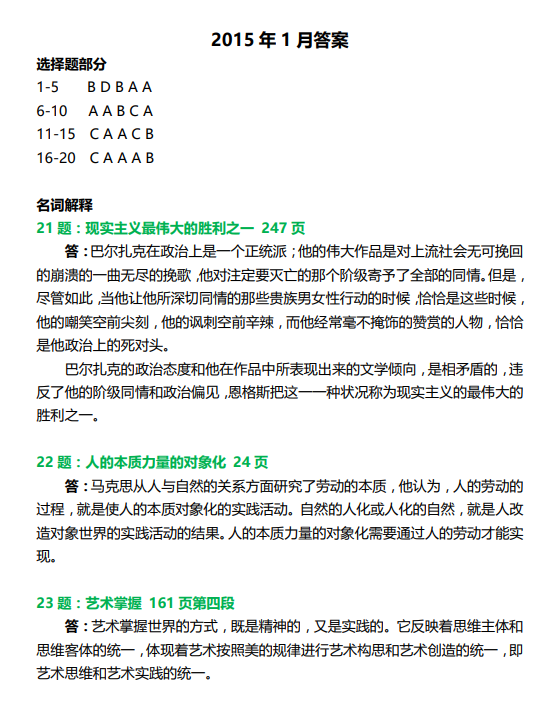 2015 年 1 月答案
选择题部分
1-5 B D B A A
6-10 A A B C A
11-15 C A A C B
16-20 C A A A B
名词解释
21 题：现实主义最伟大的胜利之一 247 页
答：巴尔扎克在政治上是一个正统派；他的伟大作品是对上流社会无可挽回
的崩溃的一曲无尽的挽歌，他对注定要灭亡的那个阶级寄予了全部的同情。但是，
尽管如此，当他让他所深切同情的那些贵族男女性行动的时候，恰恰是这些时候，
他的嘲笑空前尖刻，他的讽刺空前辛辣，而他经常毫不掩饰的赞赏的人物，恰恰
是他政治上的死对头。
巴尔扎克的政治态度和他在作品中所表现出来的文学倾向，是相矛盾的，违
反了他的阶级同情和政治偏见，恩格斯把这一一种状况称为现实主义的最伟大的
胜利之一。
22 题：人的本质力量的对象化 24 页
答：马克思从人与自然的关系方面研究了劳动的本质，他认为，人的劳动的
过程，就是使人的本质对象化的实践活动。自然的人化或人化的自然，就是人改
造对象世界的实践活动的结果。人的本质力量的对象化需要通过人的劳动才能实
现。
23 题：艺术掌握 161 页第四段
答：艺术掌握世界的方式，既是精神的，又是实践的。它反映着思维主体和
思维客体的统一，体现着艺术按照美的规律进行艺术构思和艺术创造的统一，即
艺术思维和艺术实践的统一。